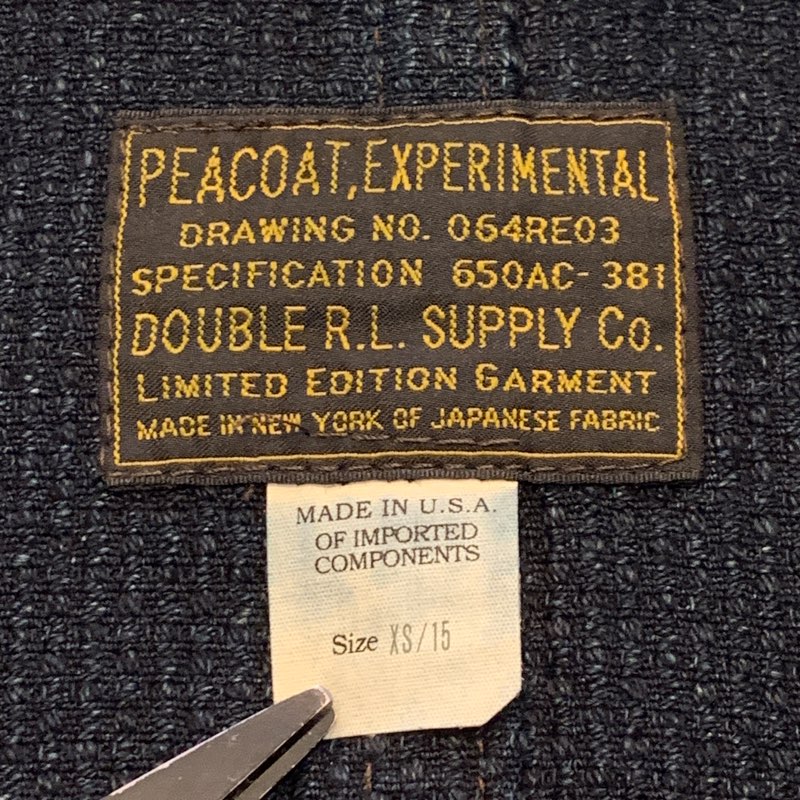 PEACOAT, EXPERIMENTAL
DRAWING NO. 064RE03
SPECIFICATION 650AC-381
DOUBLE R.L. SUPPLY CO.
LIMITED EDITION GARMENT
MADE IN NEW YORK OF JAPANESE FABRIC
MADE IN U.S.A.
OF IMPORTED
COMPONENTS
Size XS/15